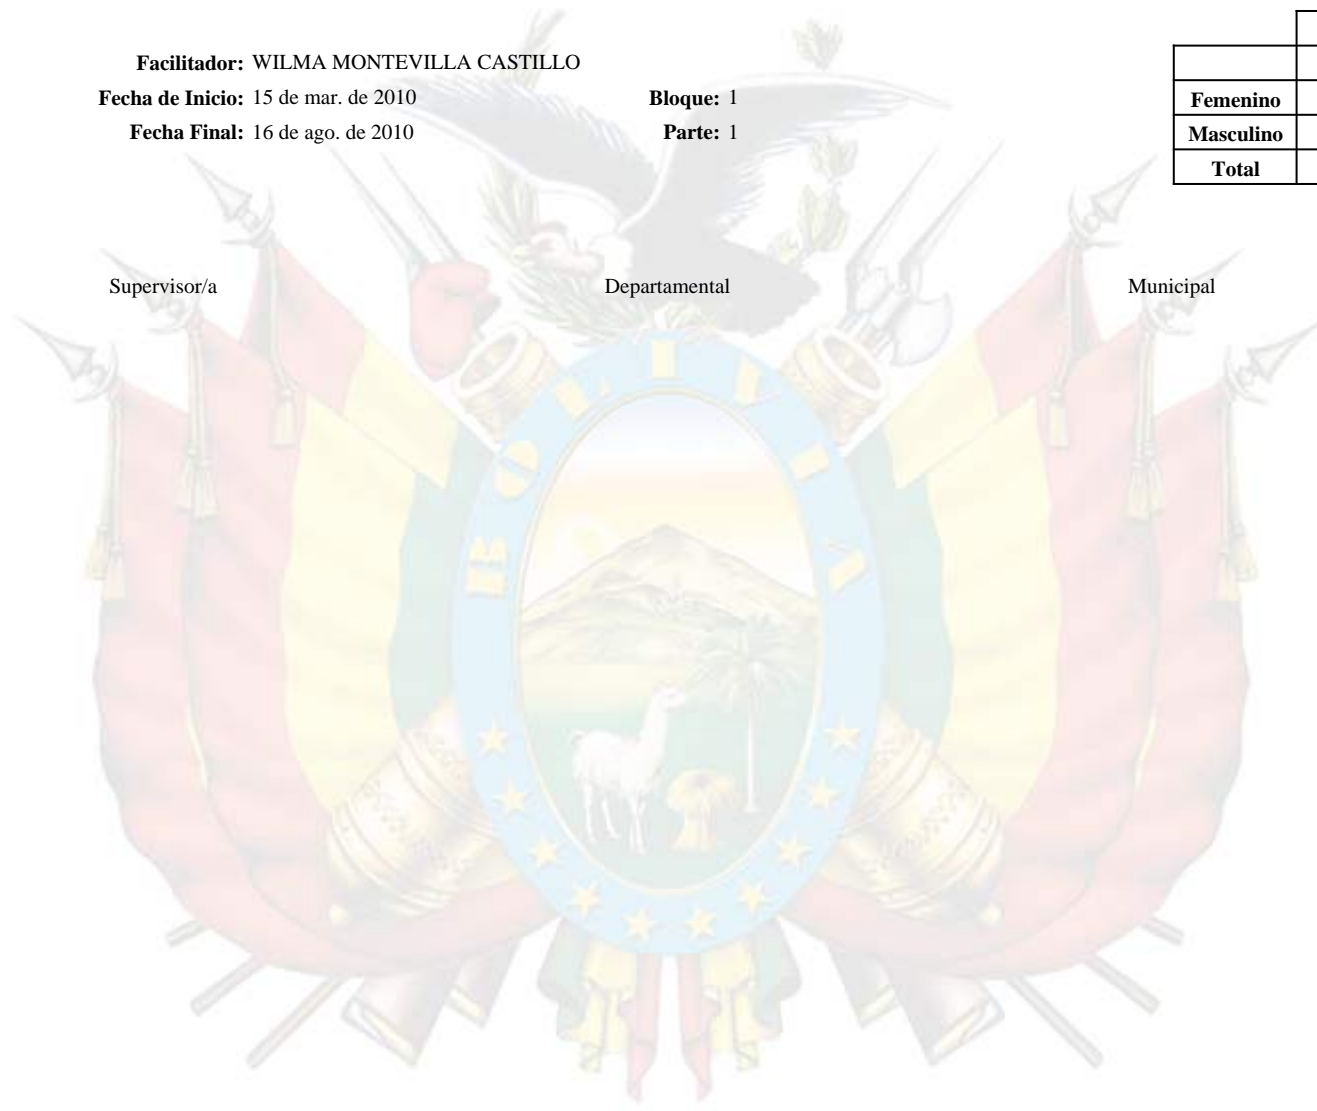 Facilitador: WILMA MONTEVILLA CASTILLO
Fecha de Inicio: 15 de mar. de 2010 Bloque: 1
Fecha Final: 16 de ago. de 2010 Parte: 1
Femenino
Masculino
Total
Supervisor/a Departamental Municipal
BOLIVIA